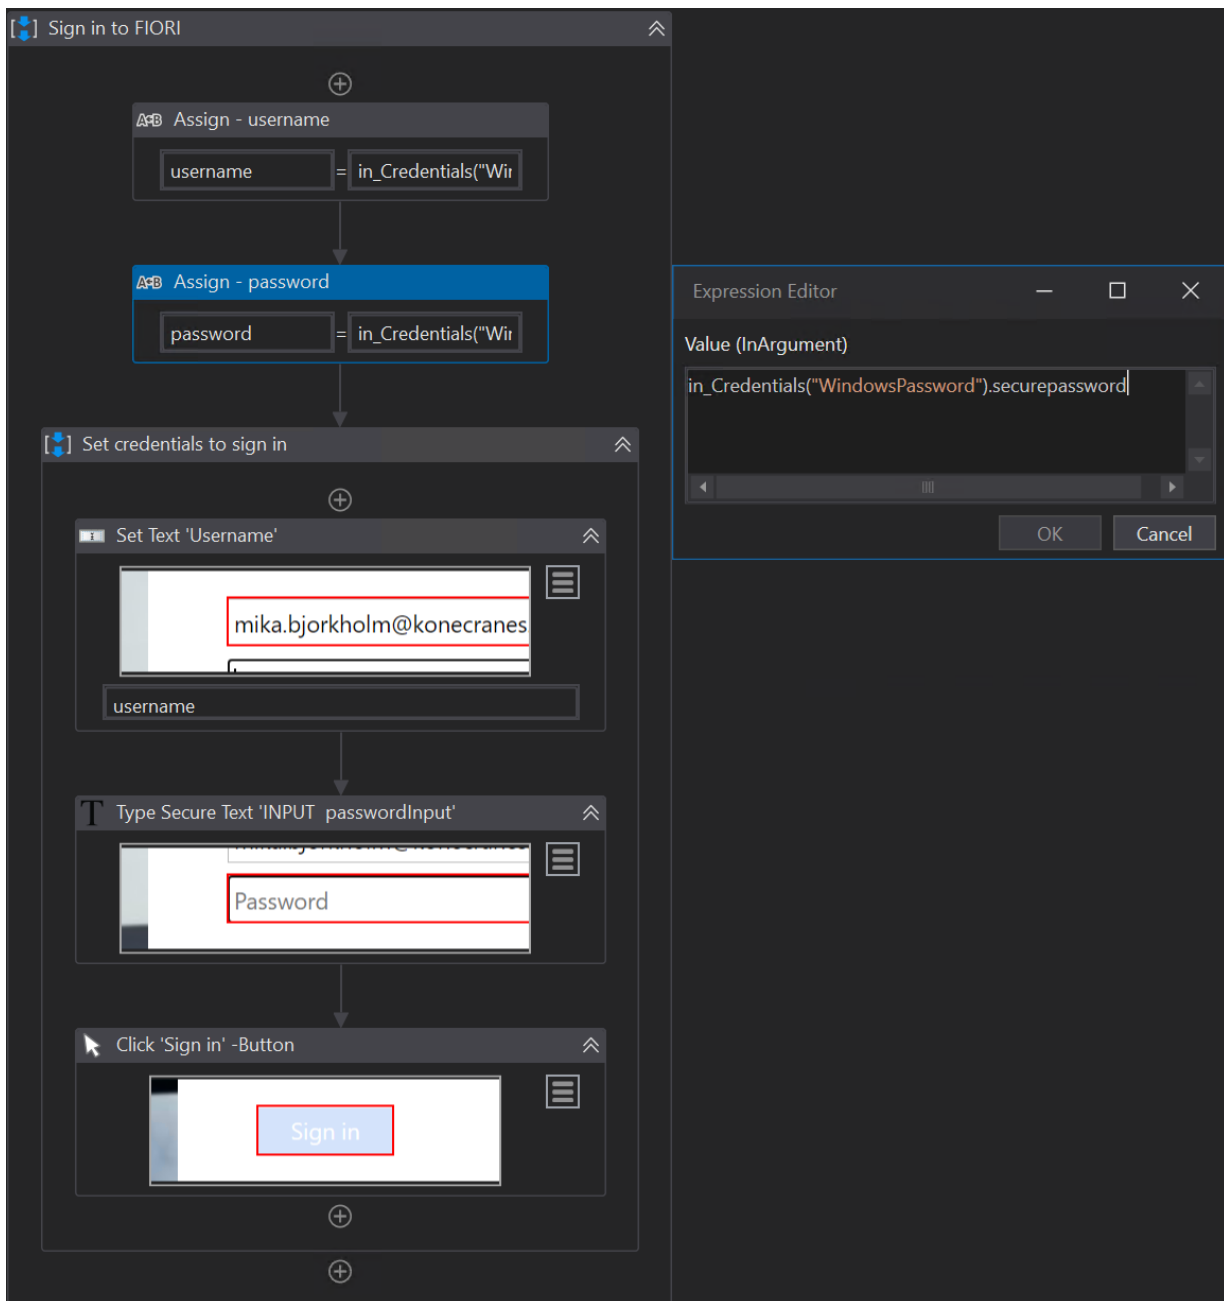 Sign in to FIORI
Assign - username
username = in_Credentials("Wir
Assign - password
password = in_Credentials("Wir
Expression Editor
Value (InArgument)
in_Credentials("WindowsPassword").securepassword
OK Cancel
Set credentials to sign in
Set Text 'Username'
mika.bjorkholm@konecranes
username
Type Secure Text 'INPUT passwordInput'
Password
Click 'Sign in' -Button
Sign in